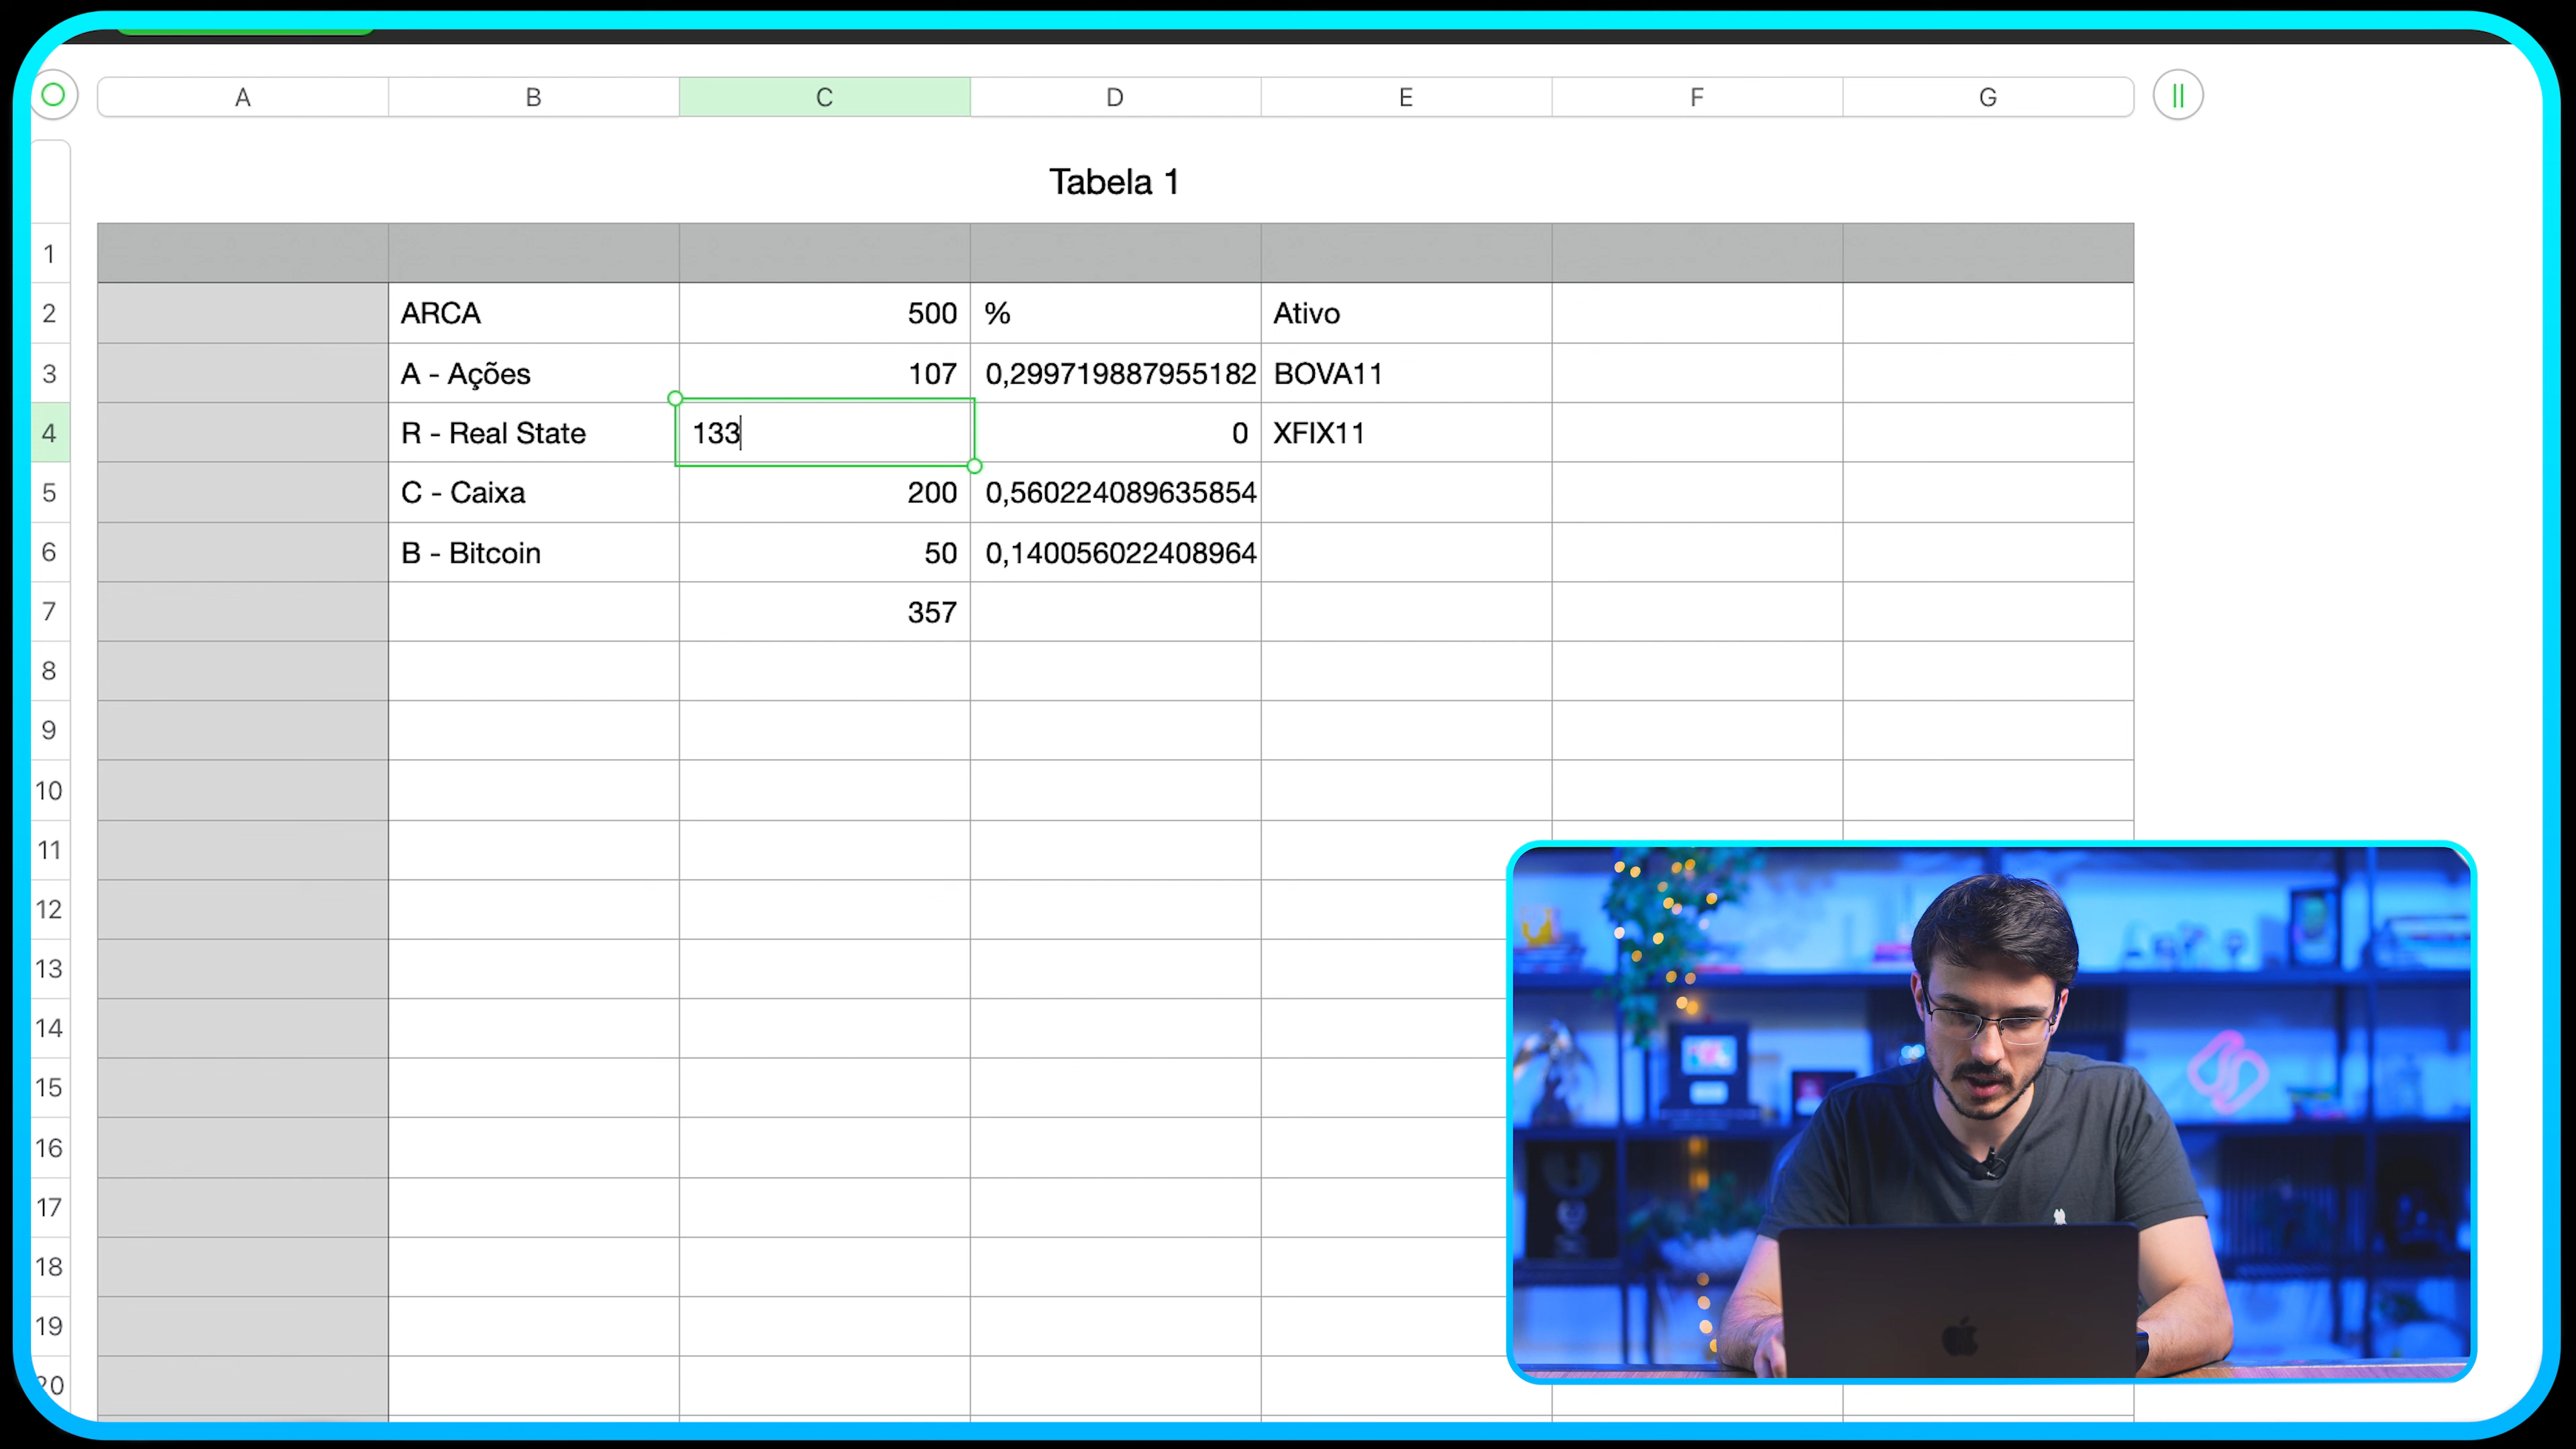 A B C D E F G
Tabela 1
1
2 ARCA 500 % Ativo
3 A - Ações 107 0,299719887955182 BOVA11
4 R - Real State 133 0 XFIX11
5 C - Caixa 200 0,560224089635854
6 B - Bitcoin 50 0,140056022408964
7 357
8
9
10
11
12
13
14
15
16
17
18
19
20